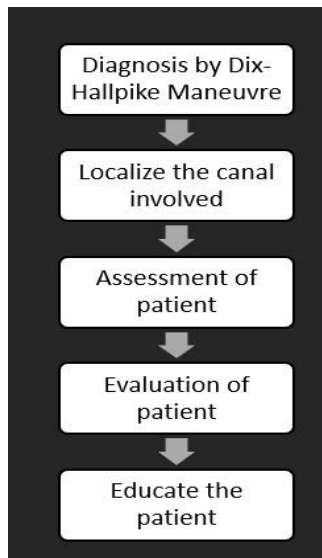 Diagnosis by Dix-
Hallpike Maneuvre
Localize the canal
involved
Assessment of
patient
Evaluation of
patient
Educate the
patient